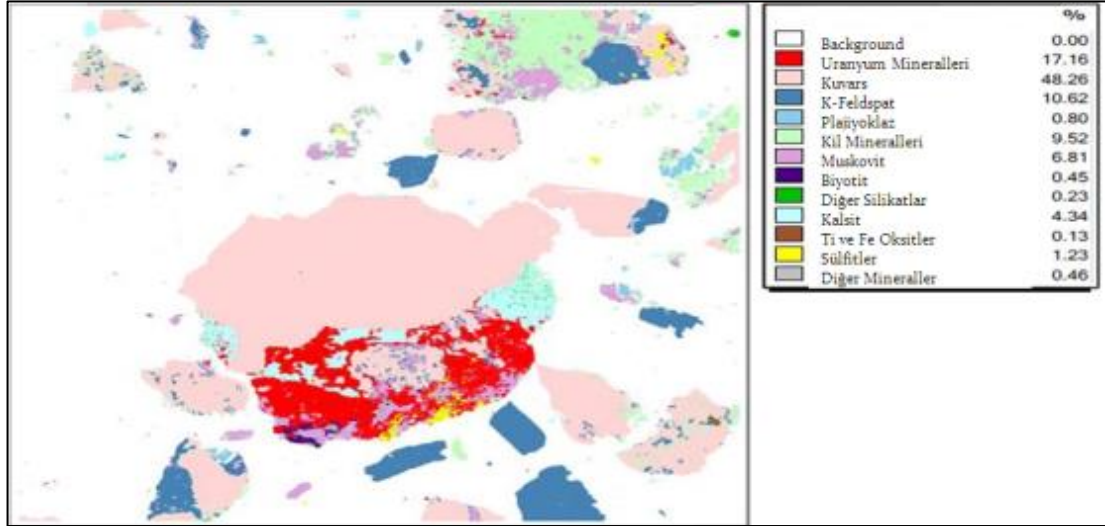 %
Background 0.00
Uranyum Mineralleri 17.16
Kuvars 48.26
K-Feldspat 10.62
Plajiyoklaz 0.80
Kil Mineralleri 9.52
Muskovit 6.81
Biyotit 0.45
Diğer Silikatlar 0.23
Kalsit 4.34
Ti ve Fe Oksitler 0.13
Sülfitler 1.23
Diğer Mineraller 0.46